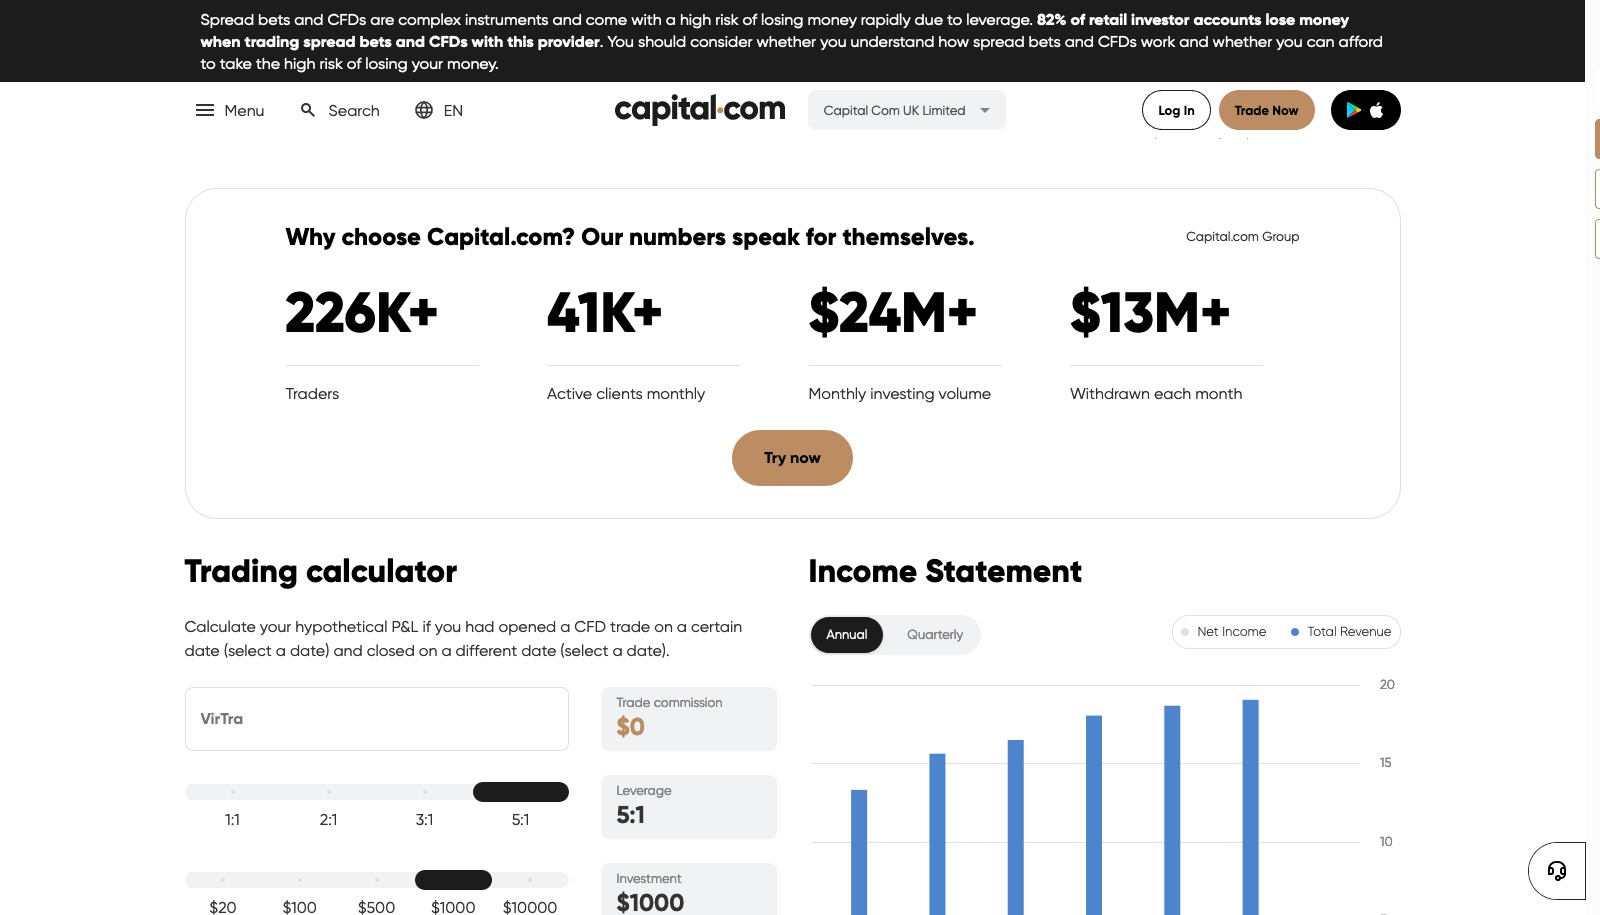 Spread bets and CFDs are complex instruments and come with a high risk of losing money rapidly due to leverage. 82% of retail investor accounts lose money
when trading spread bets and CFDs with this provider. You should consider whether you understand how spread bets and CFDs work and whether you can afford
to take the high risk of losing your money.
Menu Search EN capital.com Capital Com UK Limited Log In Trade Now
Why choose Capital.com? Our numbers speak for themselves. Capital.com Group
226K+ 41K+ $24M+ $13M+
Traders Active clients monthly Monthly investing volume Withdrawn each month
Try now
Trading calculator
Calculate your hypothetical P&L if you had opened a CFD trade on a certain
date (select a date) and closed on a different date (select a date).
VirTra
Trade commission
$0
1:1 2:1 3:1 5:1
Leverage
5:1
$20 $100 $500 $1000 $10000
Investment
$1000
Income Statement
Annual Quarterly
Net Income Total Revenue
20
15
10